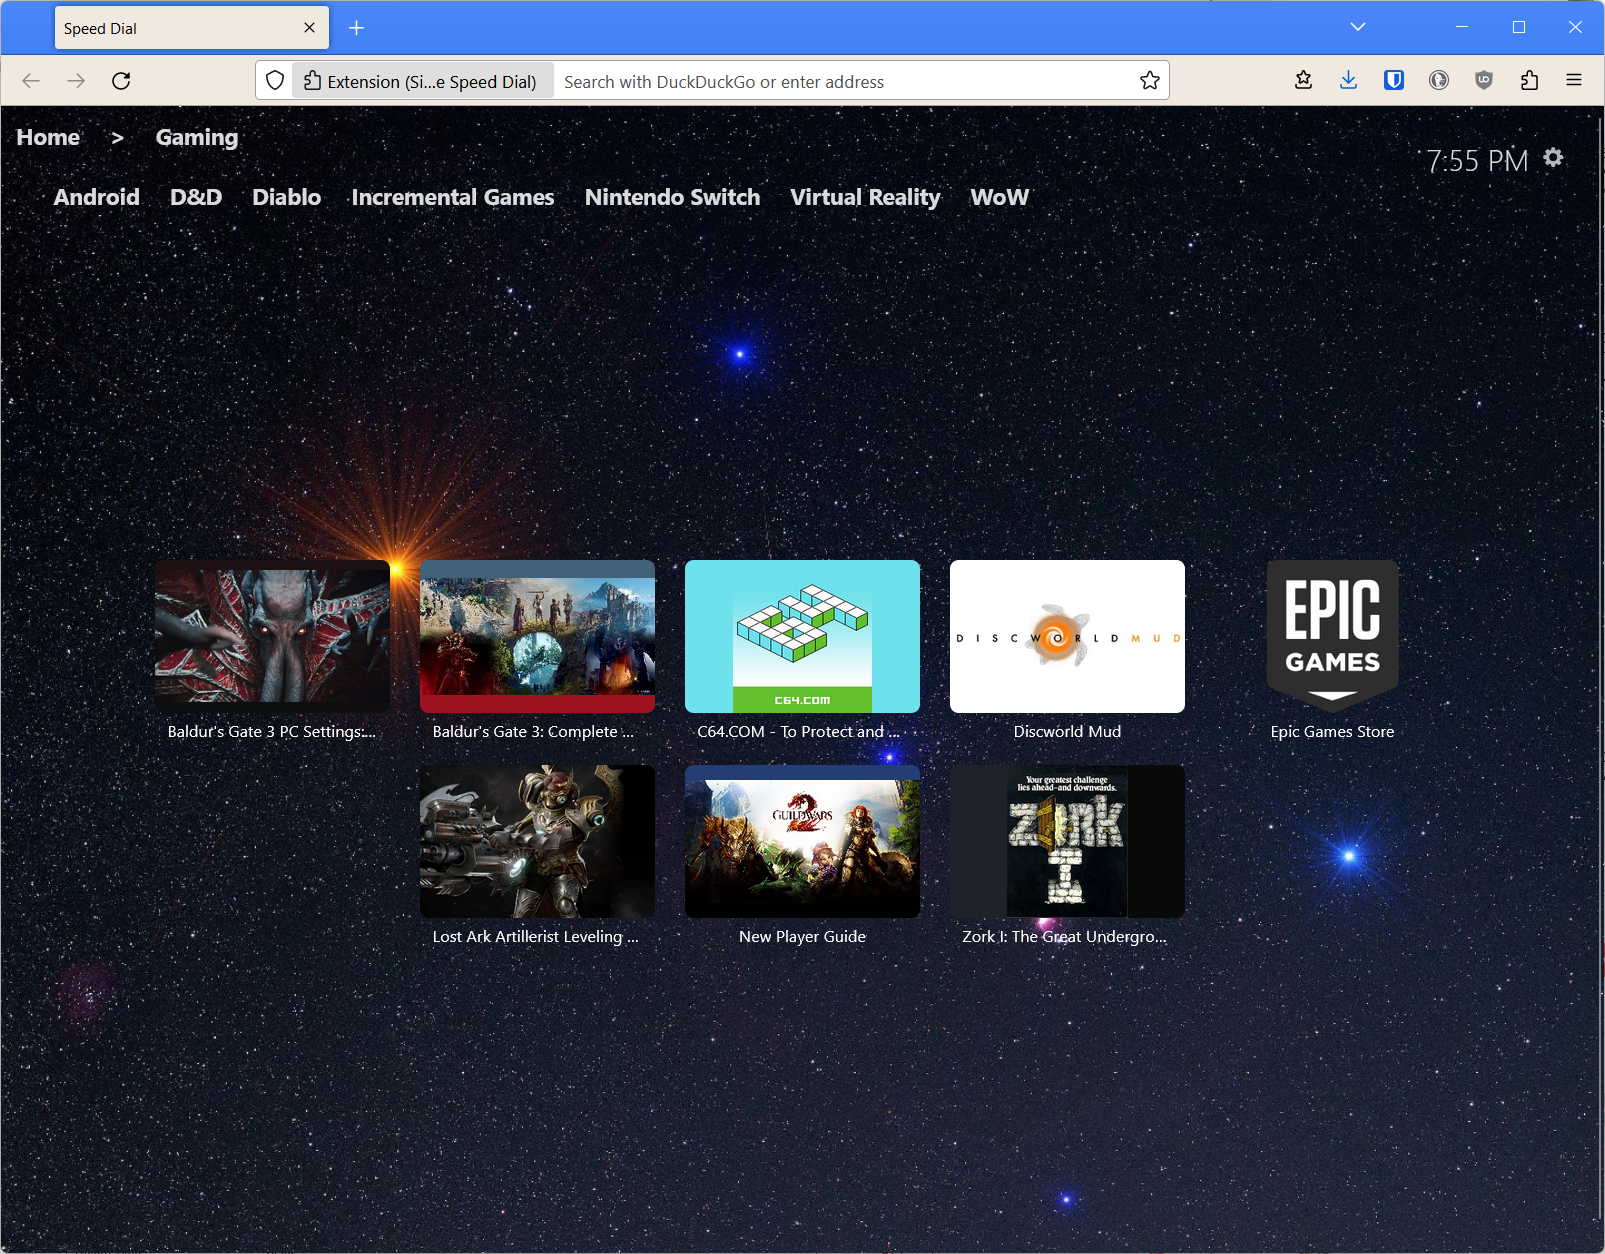 Speed Dial
Extension (Si...e Speed Dial) Search with DuckDuckGo or enter address
Home > Gaming
7:55 PM
Android D&D Diablo Incremental Games Nintendo Switch Virtual Reality WoW
C64.COM
DISCWORLD MUD
EPIC
GAMES
Baldur's Gate 3 PC Settings:...
Baldur's Gate 3: Complete ...
C64.COM - To Protect and ...
Discworld Mud
Epic Games Store
GUILDWARS
2
Your greatest challenge
lies ahead-and downwards.
ZORK
I
Lost Ark Artillerist Leveling ...
New Player Guide
Zork I: The Great Undergro...